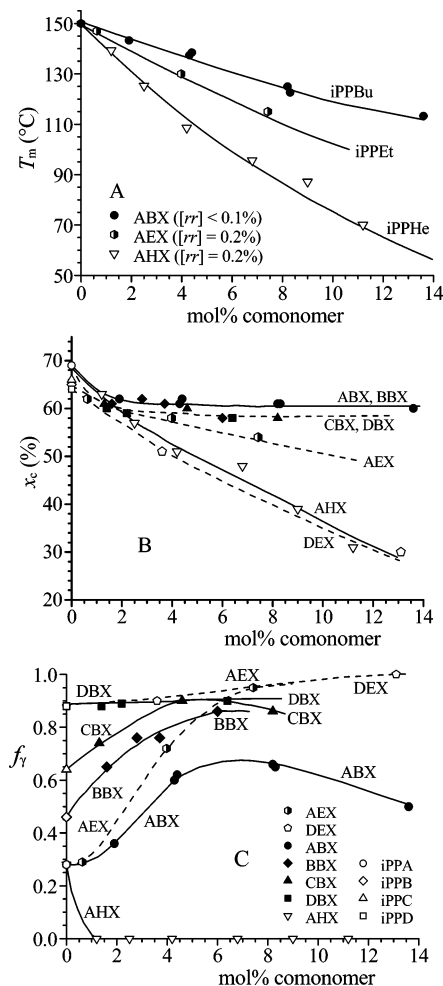 150
130
110
90
70
50
Tm (°C)
iPPBu
iPPEt
iPPHe
A
ABX ([rr] < 0.1%)
AEX ([rr] = 0.2%)
AHX ([rr] = 0.2%)
0 2 4 6 8 10 12 14
mol% comonomer
70
60
50
40
30
20
xc (%)
ABX, BBX
CBX, DBX
AEX
AHX
DEX
B
0 2 4 6 8 10 12 14
mol% comonomer
1.0
0.8
0.6
0.4
0.2
0.0
fγ
DBX
AEX
DEX
DBX
CBX
CBX
BBX
BBX
AEX
ABX
ABX
AHX
C
AEX
DEX
ABX
BBX iPPA
CBX iPPB
DBX iPPC
AHX iPPD
0 2 4 6 8 10 12 14
mol% comonomer